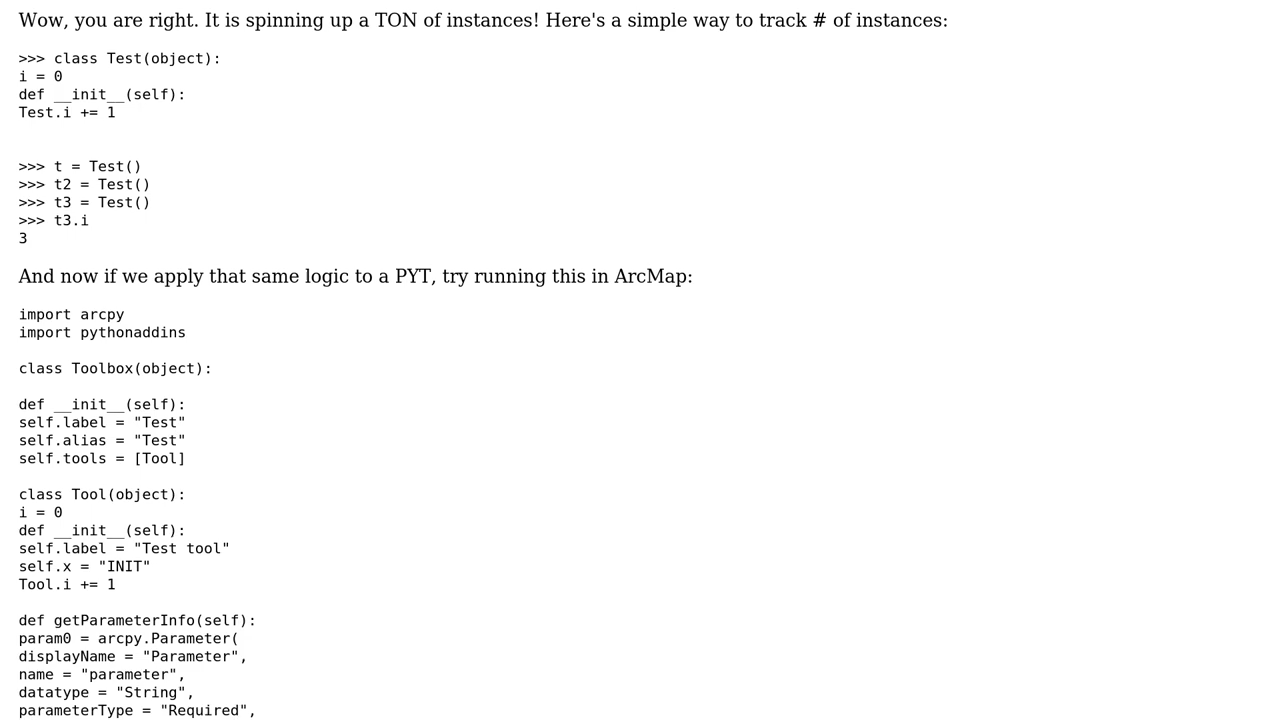 Wow, you are right. It is spinning up a TON of instances! Here's a simple way to track # of instances:
>>> class Test(object):
i = 0
def __init__(self):
Test.i += 1
>>> t = Test()
>>> t2 = Test()
>>> t3 = Test()
>>> t3.i
3
And now if we apply that same logic to a PYT, try running this in ArcMap:
import arcpy
import pythonaddins
class Toolbox(object):
def __init__(self):
self.label = "Test"
self.alias = "Test"
self.tools = [Tool]
class Tool(object):
i = 0
def __init__(self):
self.label = "Test tool"
self.x = "INIT"
Tool.i += 1
def getParameterInfo(self):
param0 = arcpy.Parameter(
displayName = "Parameter",
name = "parameter",
datatype = "String",
parameterType = "Required",